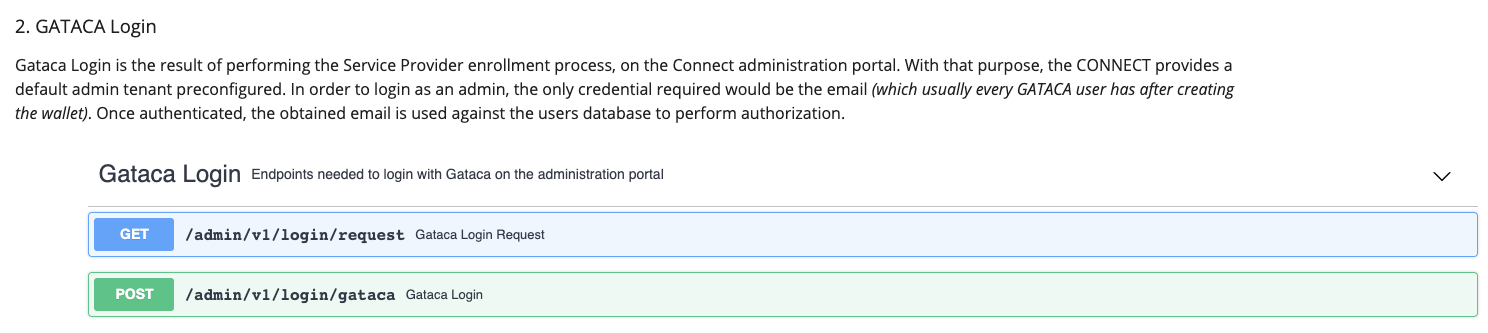 2. GATACA Login
Gataca Login is the result of performing the Service Provider enrollment process, on the Connect administration portal. With that purpose, the CONNECT provides a
default admin tenant preconfigured. In order to login as an admin, the only credential required would be the email (which usually every GATACA user has after creating
the wallet). Once authenticated, the obtained email is used against the users database to perform authorization.
Gataca Login Endpoints needed to login with Gataca on the administration portal
GET /admin/v1/login/request Gataca Login Request
POST /admin/v1/login/gataca Gataca Login